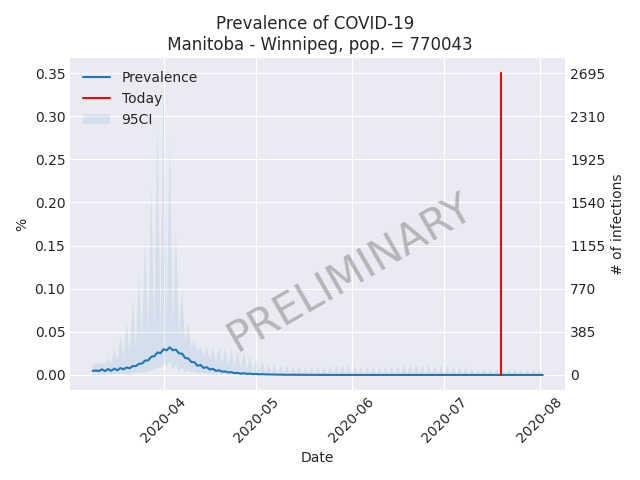 Prevalence of COVID-19
Manitoba - Winnipeg, pop. = 770043
Prevalence
Today
95CI
0.35
0.30
0.25
0.20
0.15
0.10
0.05
0.00
%
2695
2310
1925
1540
1155
770
385
0
# of infections
PRELIMINARY
2020-04
2020-05
2020-06
2020-07
2020-08
Date